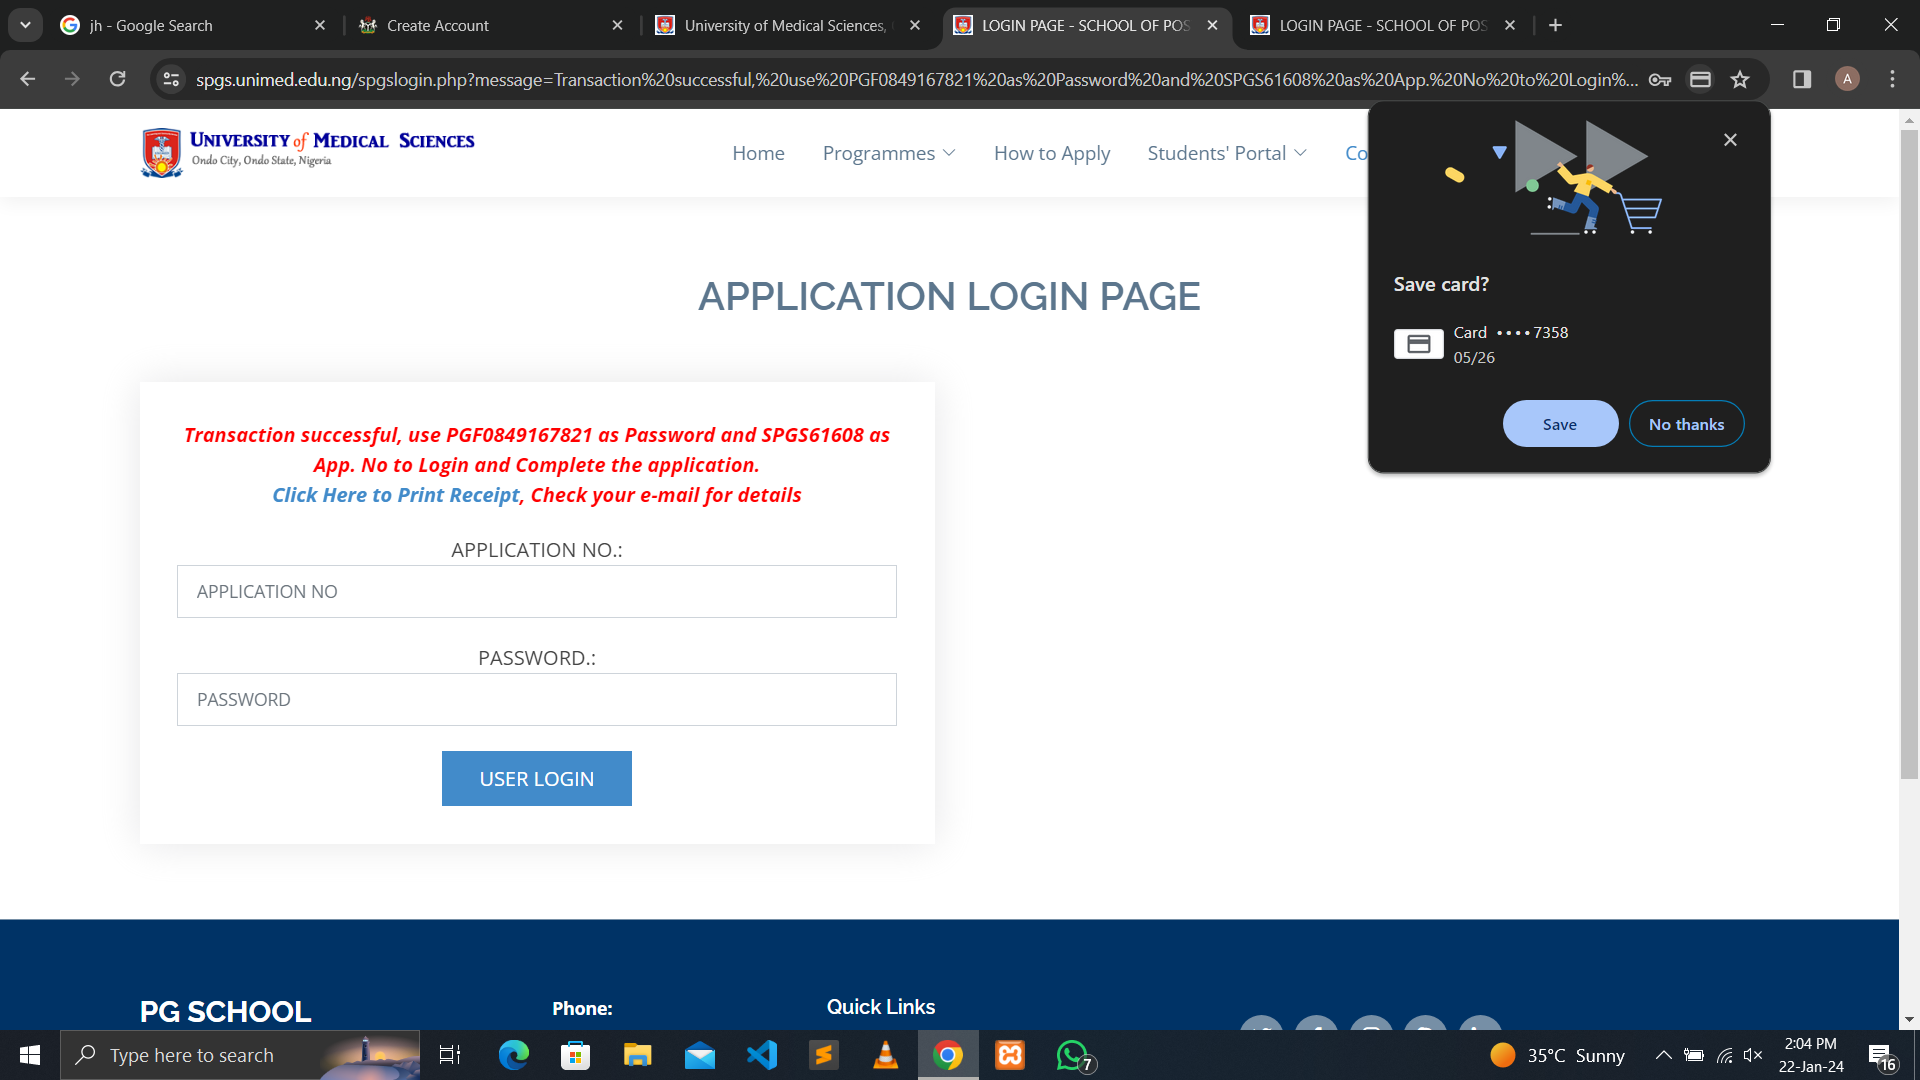 jh - Google Search
Create Account
University of Medical Sciences,
LOGIN PAGE - SCHOOL OF POS
LOGIN PAGE - SCHOOL OF POS
spgs.unimed.edu.ng/spgslogin.php?message=Transaction%20successful,%20use%20PGF0849167821%20as%20Password%20and%20SPGS61608%20as%20App.%20No%20to%20Login%...
A
UNIVERSITY of MEDICAL SCIENCES
Ondo City, Ondo State, Nigeria
Home
Programmes
How to Apply
Students' Portal
Co
Save card?
Card ••••7358
05/26
Save
No thanks
APPLICATION LOGIN PAGE
Transaction successful, use PGF0849167821 as Password and SPGS61608 as
App. No to Login and Complete the application.
Click Here to Print Receipt, Check your e-mail for details
APPLICATION NO.:
APPLICATION NO
PASSWORD.:
PASSWORD
USER LOGIN
PG SCHOOL
Phone:
Quick Links
Type here to search
7
35°C Sunny
2:04 PM
22-Jan-24
16